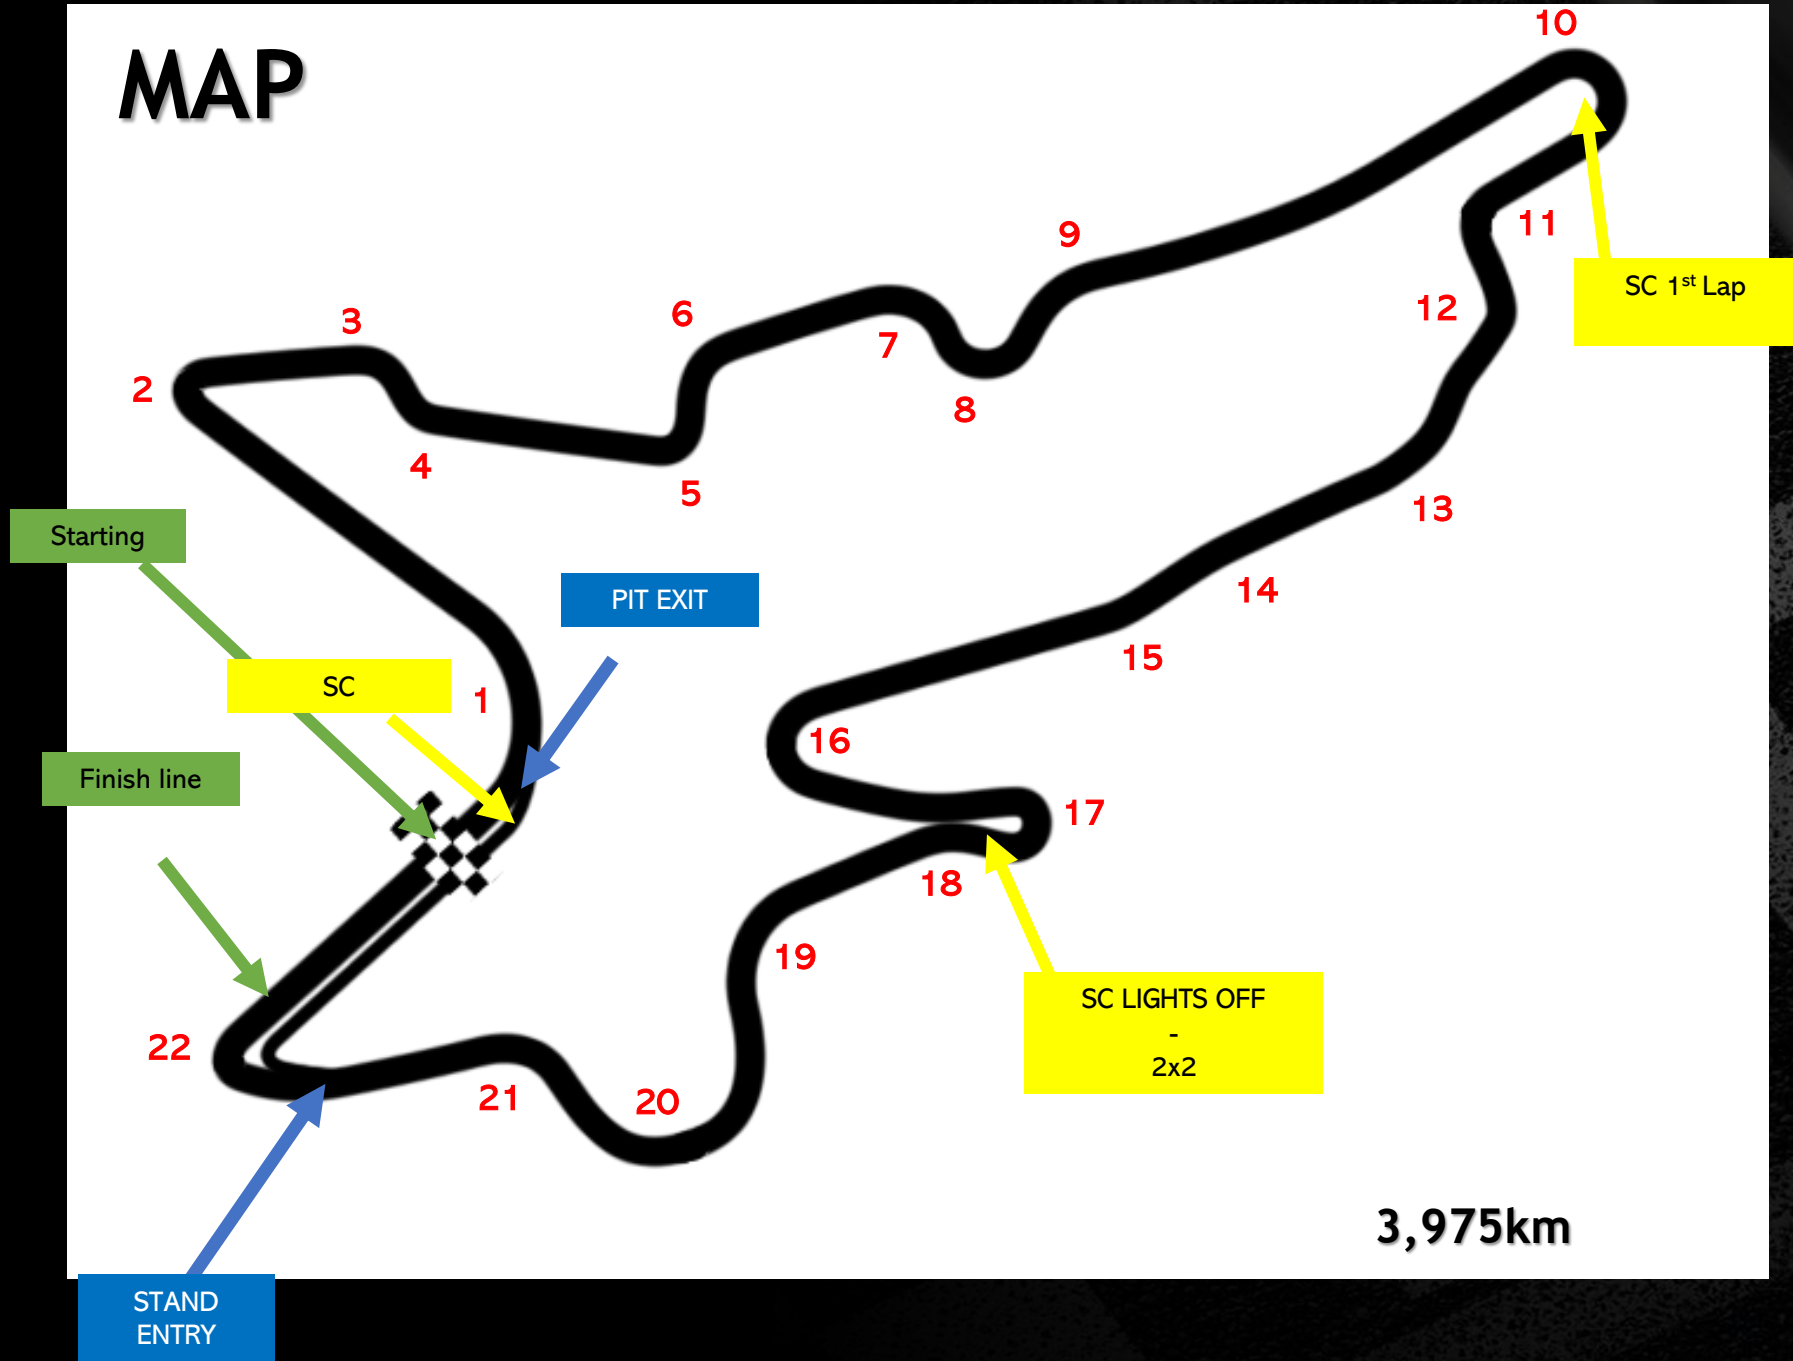 MAP
10
9
11
SC 1st Lap
3
6
12
7
2
8
4
5
13
Starting
PIT EXIT
14
15
SC
1
16
Finish line
17
18
19
SC LIGHTS OFF
-
2x2
22
21
20
3,975km
STAND
ENTRY